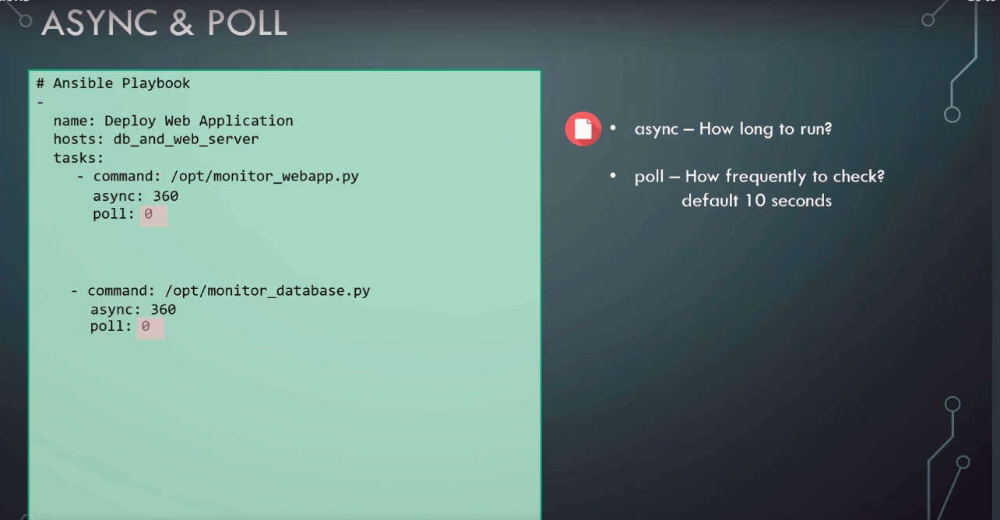 ASYNC & POLL
# Ansible Playbook
-
name: Deploy Web Application
hosts: db_and_web_server
tasks:
- command: /opt/monitor_webapp.py
async: 360
poll: 0
- command: /opt/monitor_database.py
async: 360
poll: 0
• async – How long to run?
• poll – How frequently to check?
default 10 seconds